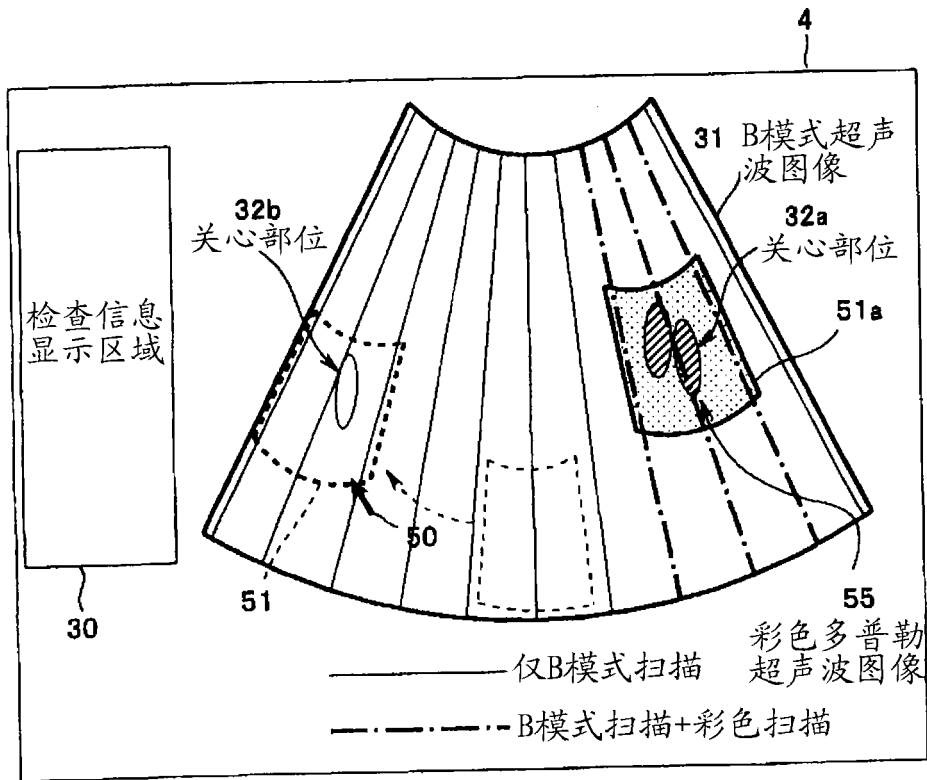 4
31 B模式超声
波图像
32b
关心部位
32a
关心部位
51a
检查信息
显示区域
50
51
30
55
彩色多普勒
超声波图像
仅B模式扫描
B模式扫描+彩色扫描